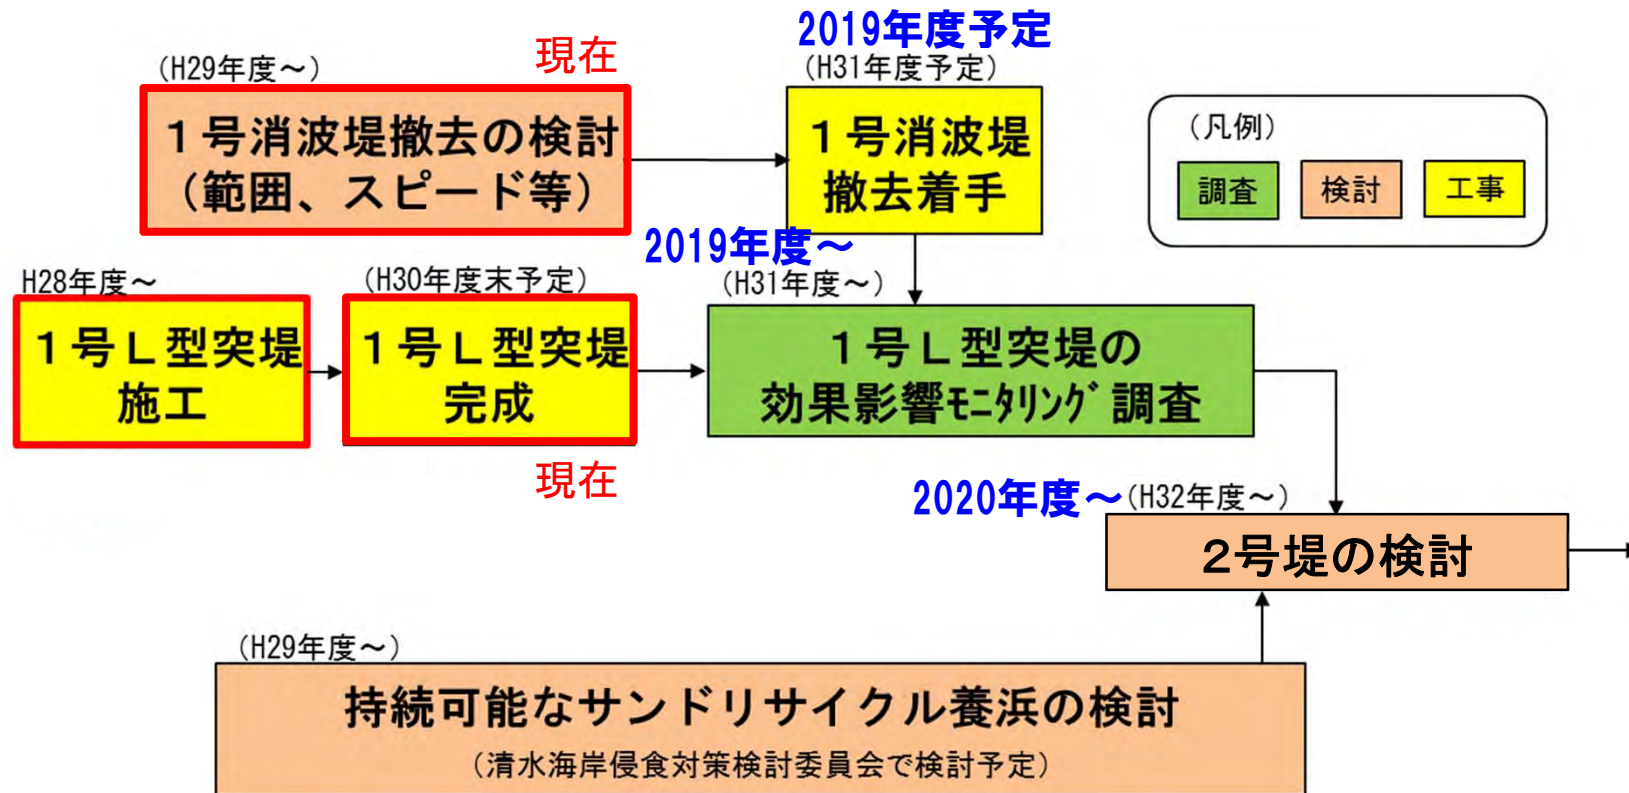 2019年度予定
(H29年度～)
現在
(H31年度予定)
１号消波堤撤去の検討
(範囲、スピード等)
１号消波堤
撤去着手
(凡例)
調査
検討
工事
2019年度～
H28年度～
(H30年度末予定)
(H31年度～)
１号Ｌ型突堤
施工
１号Ｌ型突堤
完成
１号Ｌ型突堤の
効果影響ﾓﾆﾀﾘﾝｸﾞ調査
現在
2020年度～(H32年度～)
２号堤の検討
(H29年度～)
持続可能なサンドリサイクル養浜の検討
(清水海岸侵食対策検討委員会で検討予定)